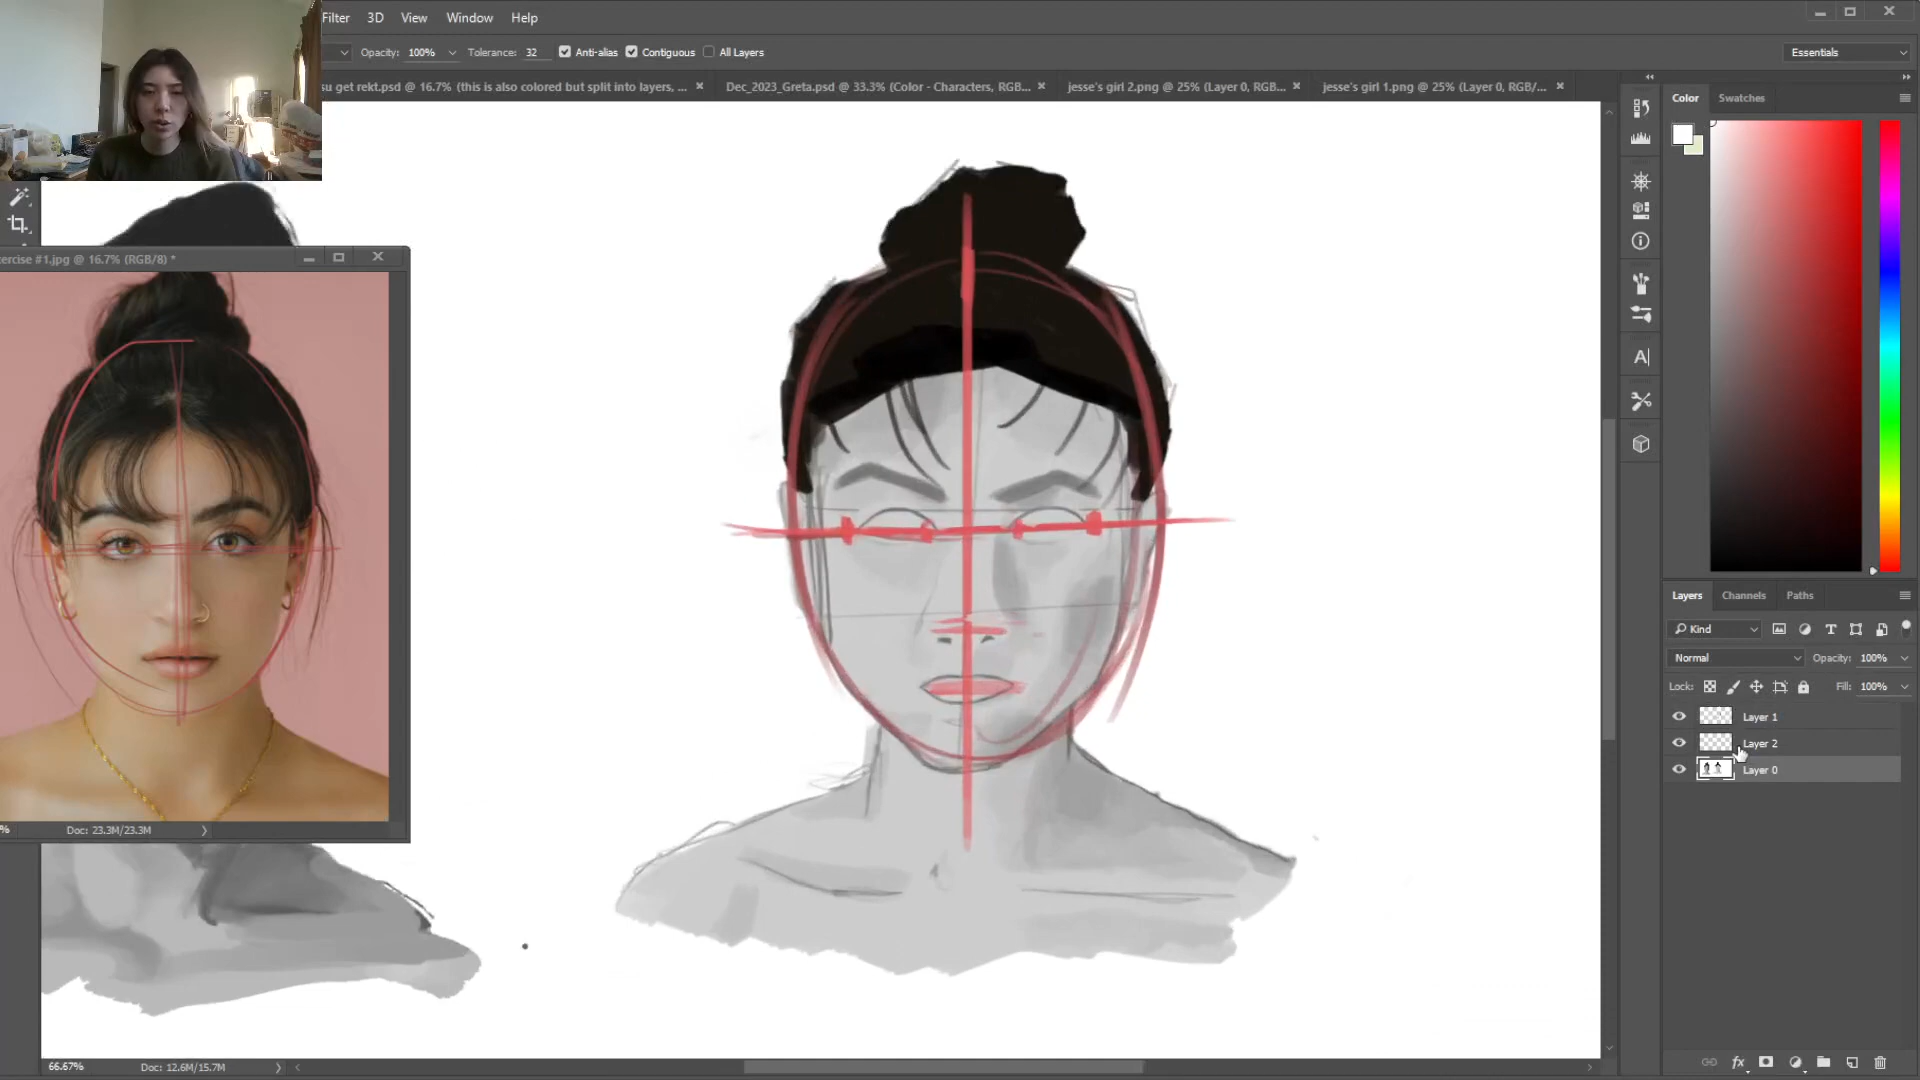 Filter 3D View Window Help
Opacity: 100% Tolerance: 32 Anti-alias Contiguous All Layers Essentials
su get rekt.psd @ 16.7% (this is also colored but split into layers, ... Dec_2023_Greta.psd @ 33.3% (Color - Characters, RGB... jesse's girl 2.png @ 25% (Layer 0, RGB... jesse's girl 1.png @ 25% (Layer 0, RGB/...
Color Swatches
ercise #1.jpg @ 16.7% (RGB/8) *
Layers Channels Paths
Kind
Normal Opacity: 100%
Lock: Fill: 100%
Layer 1
Layer 2
Layer 0
% Doc: 23.3M/23.3M
66.67% Doc: 12.6M/15.7M
fx